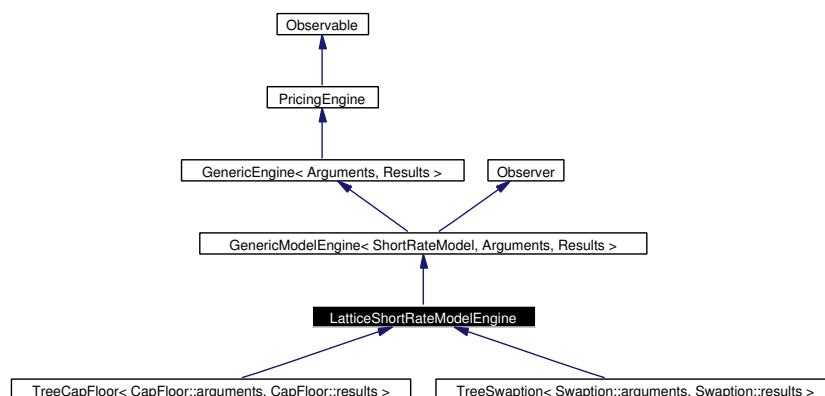 Observable
PricingEngine
GenericEngine< Arguments, Results >
Observer
GenericModelEngine< ShortRateModel, Arguments, Results >
LatticeShortRateModelEngine
TreeCapFloor< CapFloor::arguments, CapFloor::results >
TreeSwaption< Swaption::arguments, Swaption::results >